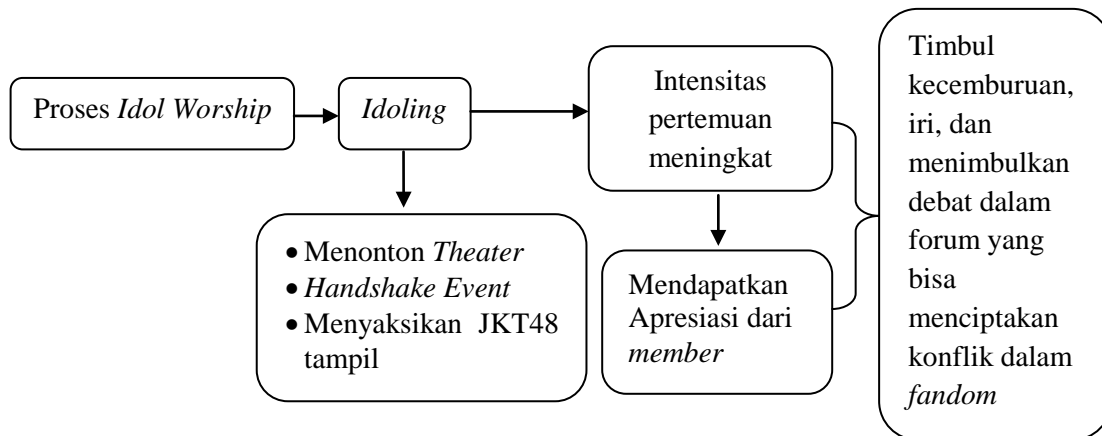 Proses Idol Worship
Idoling
Intensitas
pertemuan
meningkat
• Menonton Theater
• Handshake Event
• Menyaksikan JKT48
tampil
Mendapatkan
Apresiasi dari
member
Timbul
kecemburuan,
iri, dan
menimbulkan
debat dalam
forum yang
bisa
menciptakan
konflik dalam
fandom